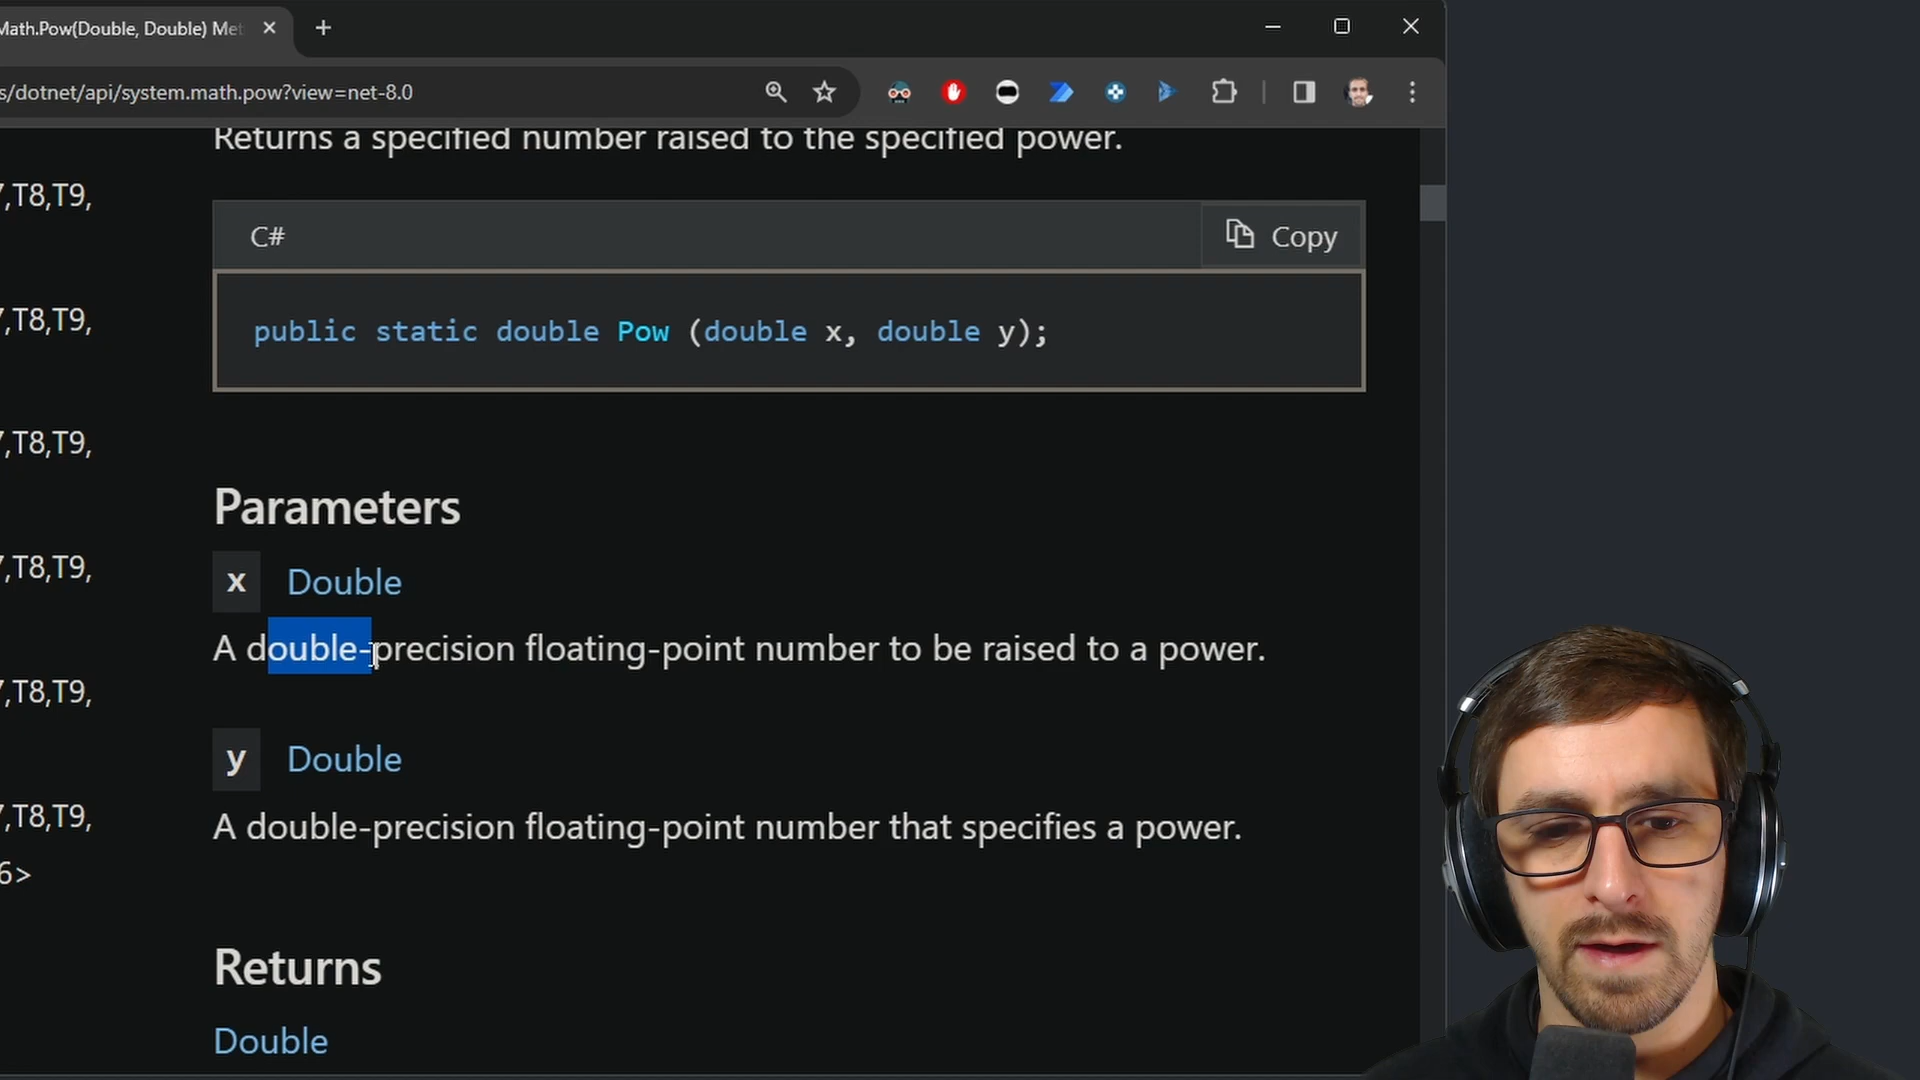 Math.Pow(Double, Double) Met
s/dotnet/api/system.math.pow?view=net-8.0
Returns a specified number raised to the specified power.
,T8,T9,
C#
Copy
,T8,T9,
public static double Pow (double x, double y);
,T8,T9,
Parameters
,T8,T9,
x Double
A double-precision floating-point number to be raised to a power.
,T8,T9,
y Double
,T8,T9,
A double-precision floating-point number that specifies a power.
6>
Returns
Double